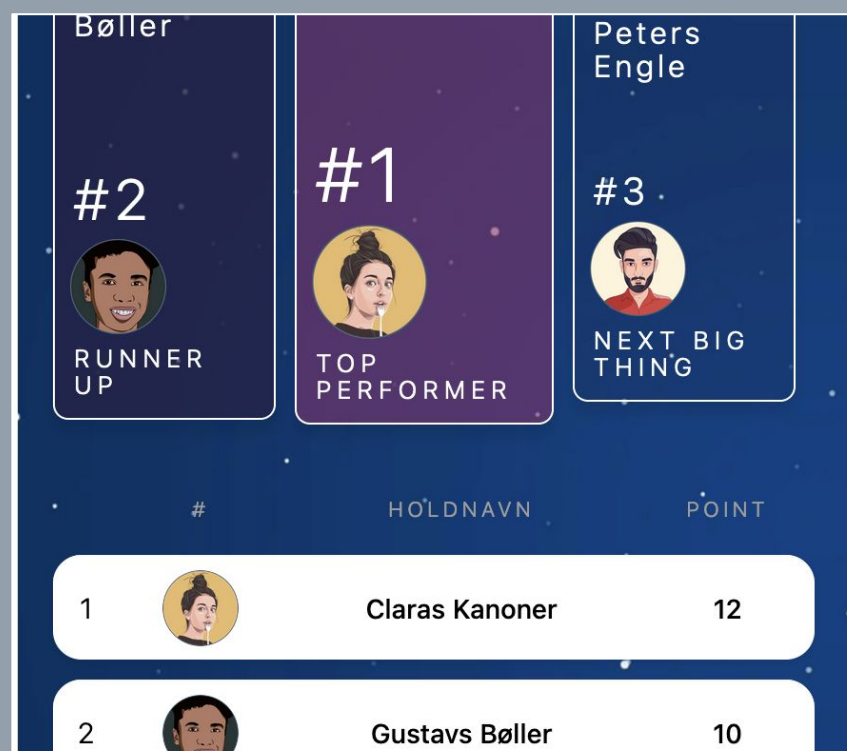 Bøller
#2
RUNNER
UP
#1
TOP
PERFORMER
Peters
Engle
#3
NEXT BIG
THING
# HOLDNAVN POINT
1 Claras Kanoner 12
2 Gustavs Bøller 10